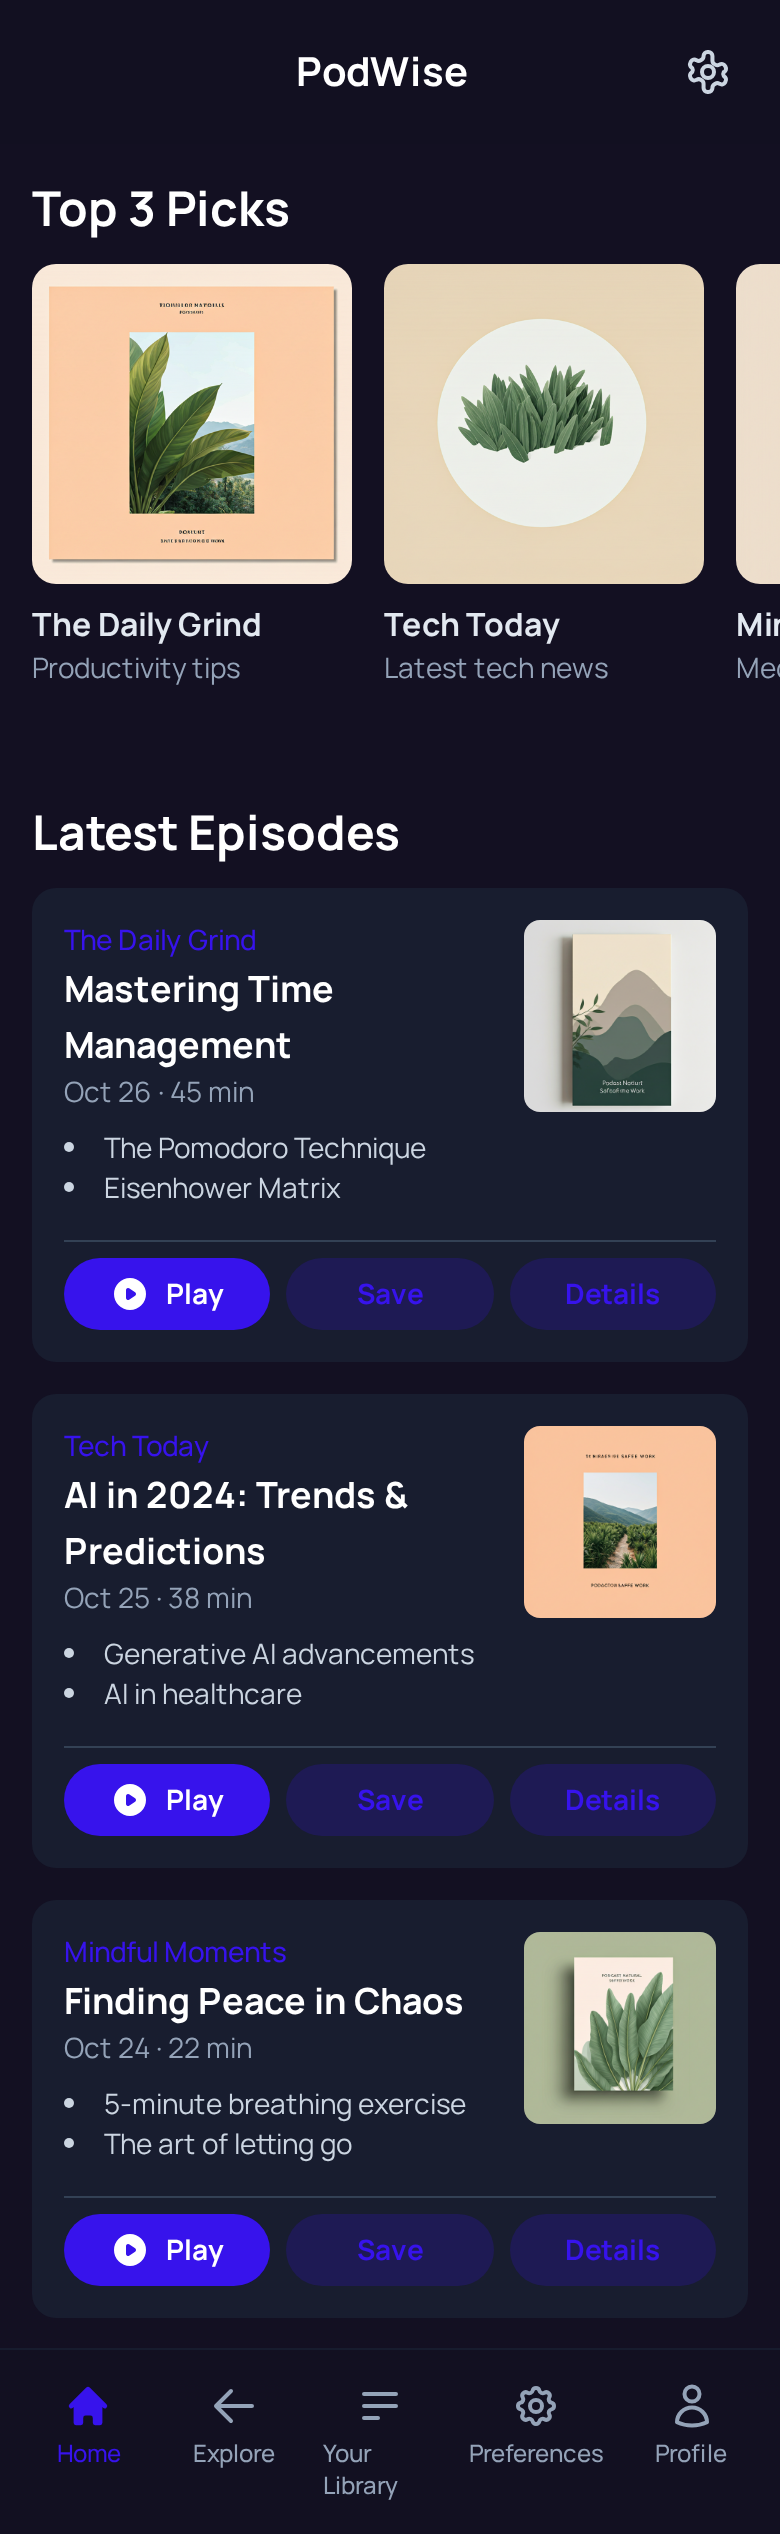 PodWise
Top 3 Picks
The Daily Grind
Productivity tips
Tech Today
Latest tech news
Latest Episodes
The Daily Grind
Mastering Time
Management
Oct 26 · 45 min
• The Pomodoro Technique
• Eisenhower Matrix
Play
Save
Details
Tech Today
AI in 2024: Trends &
Predictions
Oct 25 · 38 min
• Generative AI advancements
• AI in healthcare
Play
Save
Details
Mindful Moments
Finding Peace in Chaos
Oct 24 · 22 min
• 5-minute breathing exercise
• The art of letting go
Play
Save
Details
Home
Explore
Your
Library
Preferences
Profile